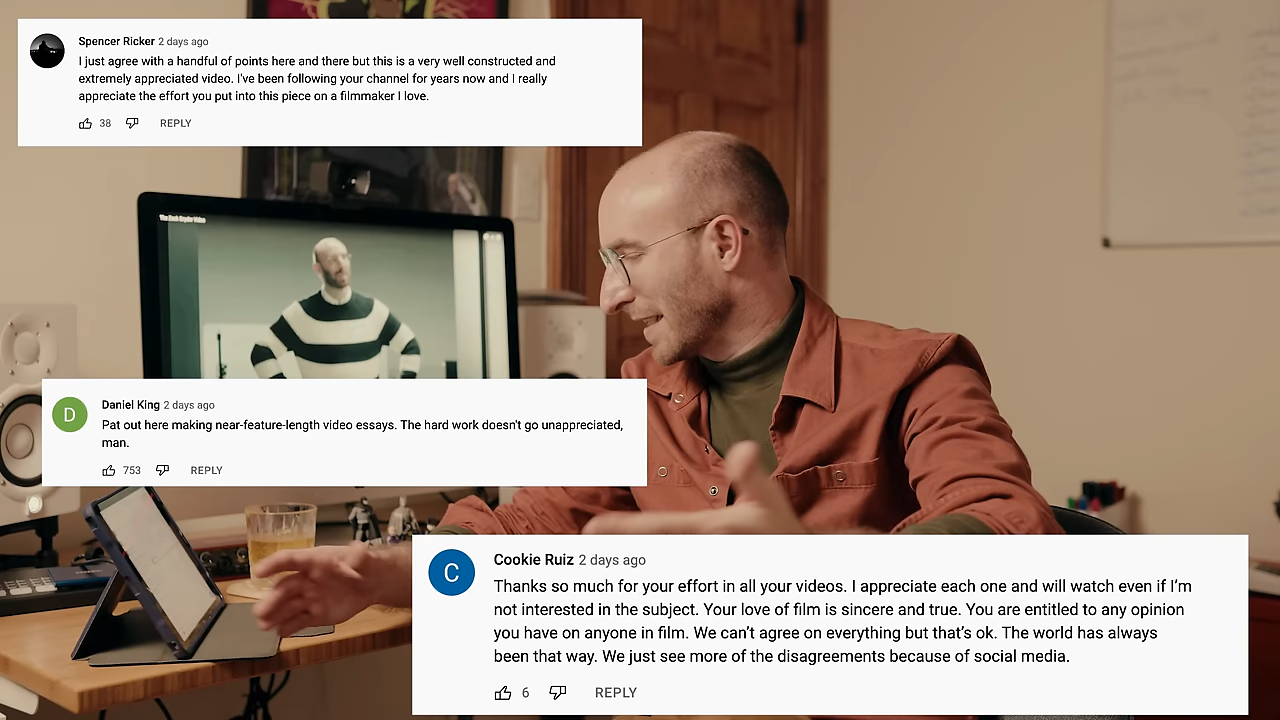 Spencer Ricker 2 days ago
I just agree with a handful of points here and there but this is a very well constructed and
extremely appreciated video. I've been following your channel for years now and I really
appreciate the effort you put into this piece on a filmmaker I love.
38 REPLY
The Zack Snyder Video
D
Daniel King 2 days ago
Pat out here making near-feature-length video essays. The hard work doesn't go unappreciated,
man.
753 REPLY
C
Cookie Ruiz 2 days ago
Thanks so much for your effort in all your videos. I appreciate each one and will watch even if I'm
not interested in the subject. Your love of film is sincere and true. You are entitled to any opinion
you have on anyone in film. We can't agree on everything but that's ok. The world has always
been that way. We just see more of the disagreements because of social media.
6 REPLY